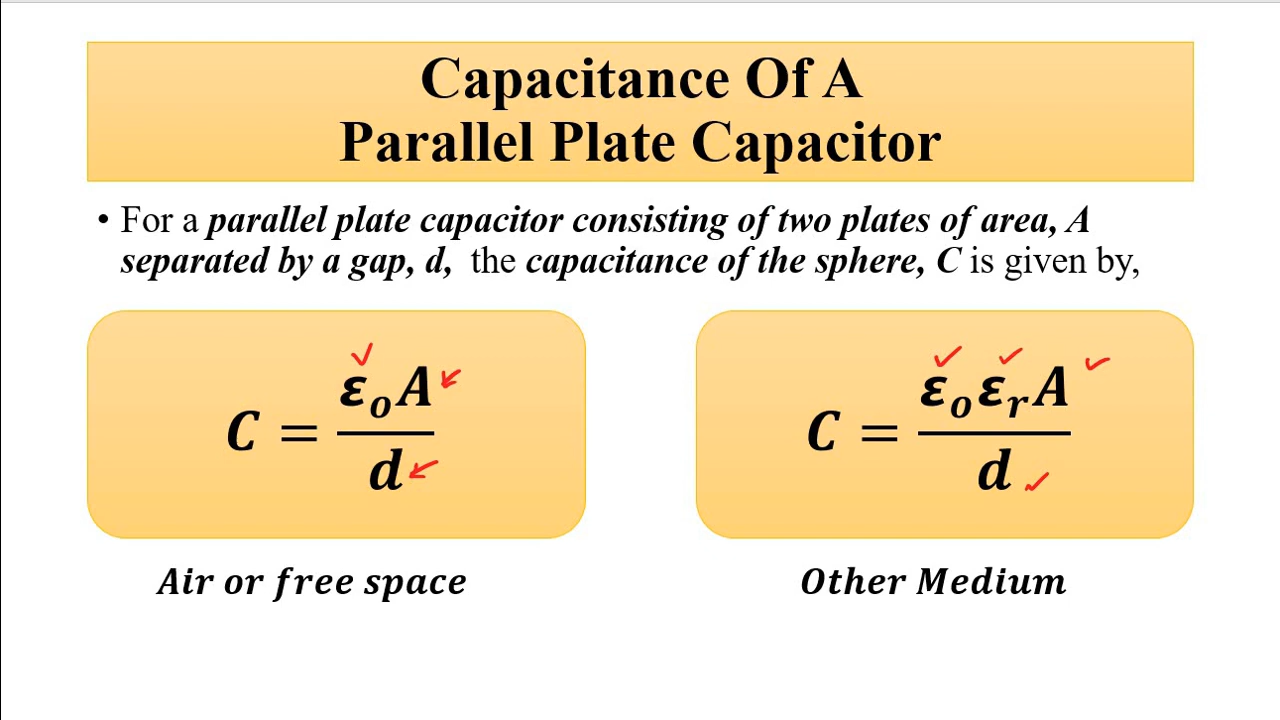 Capacitance Of A
Parallel Plate Capacitor
• For a parallel plate capacitor consisting of two plates of area, A
separated by a gap, d, the capacitance of the sphere, C is given by,
C = ε₀A/d
C = ε₀εᵣA/d
Air or free space
Other Medium